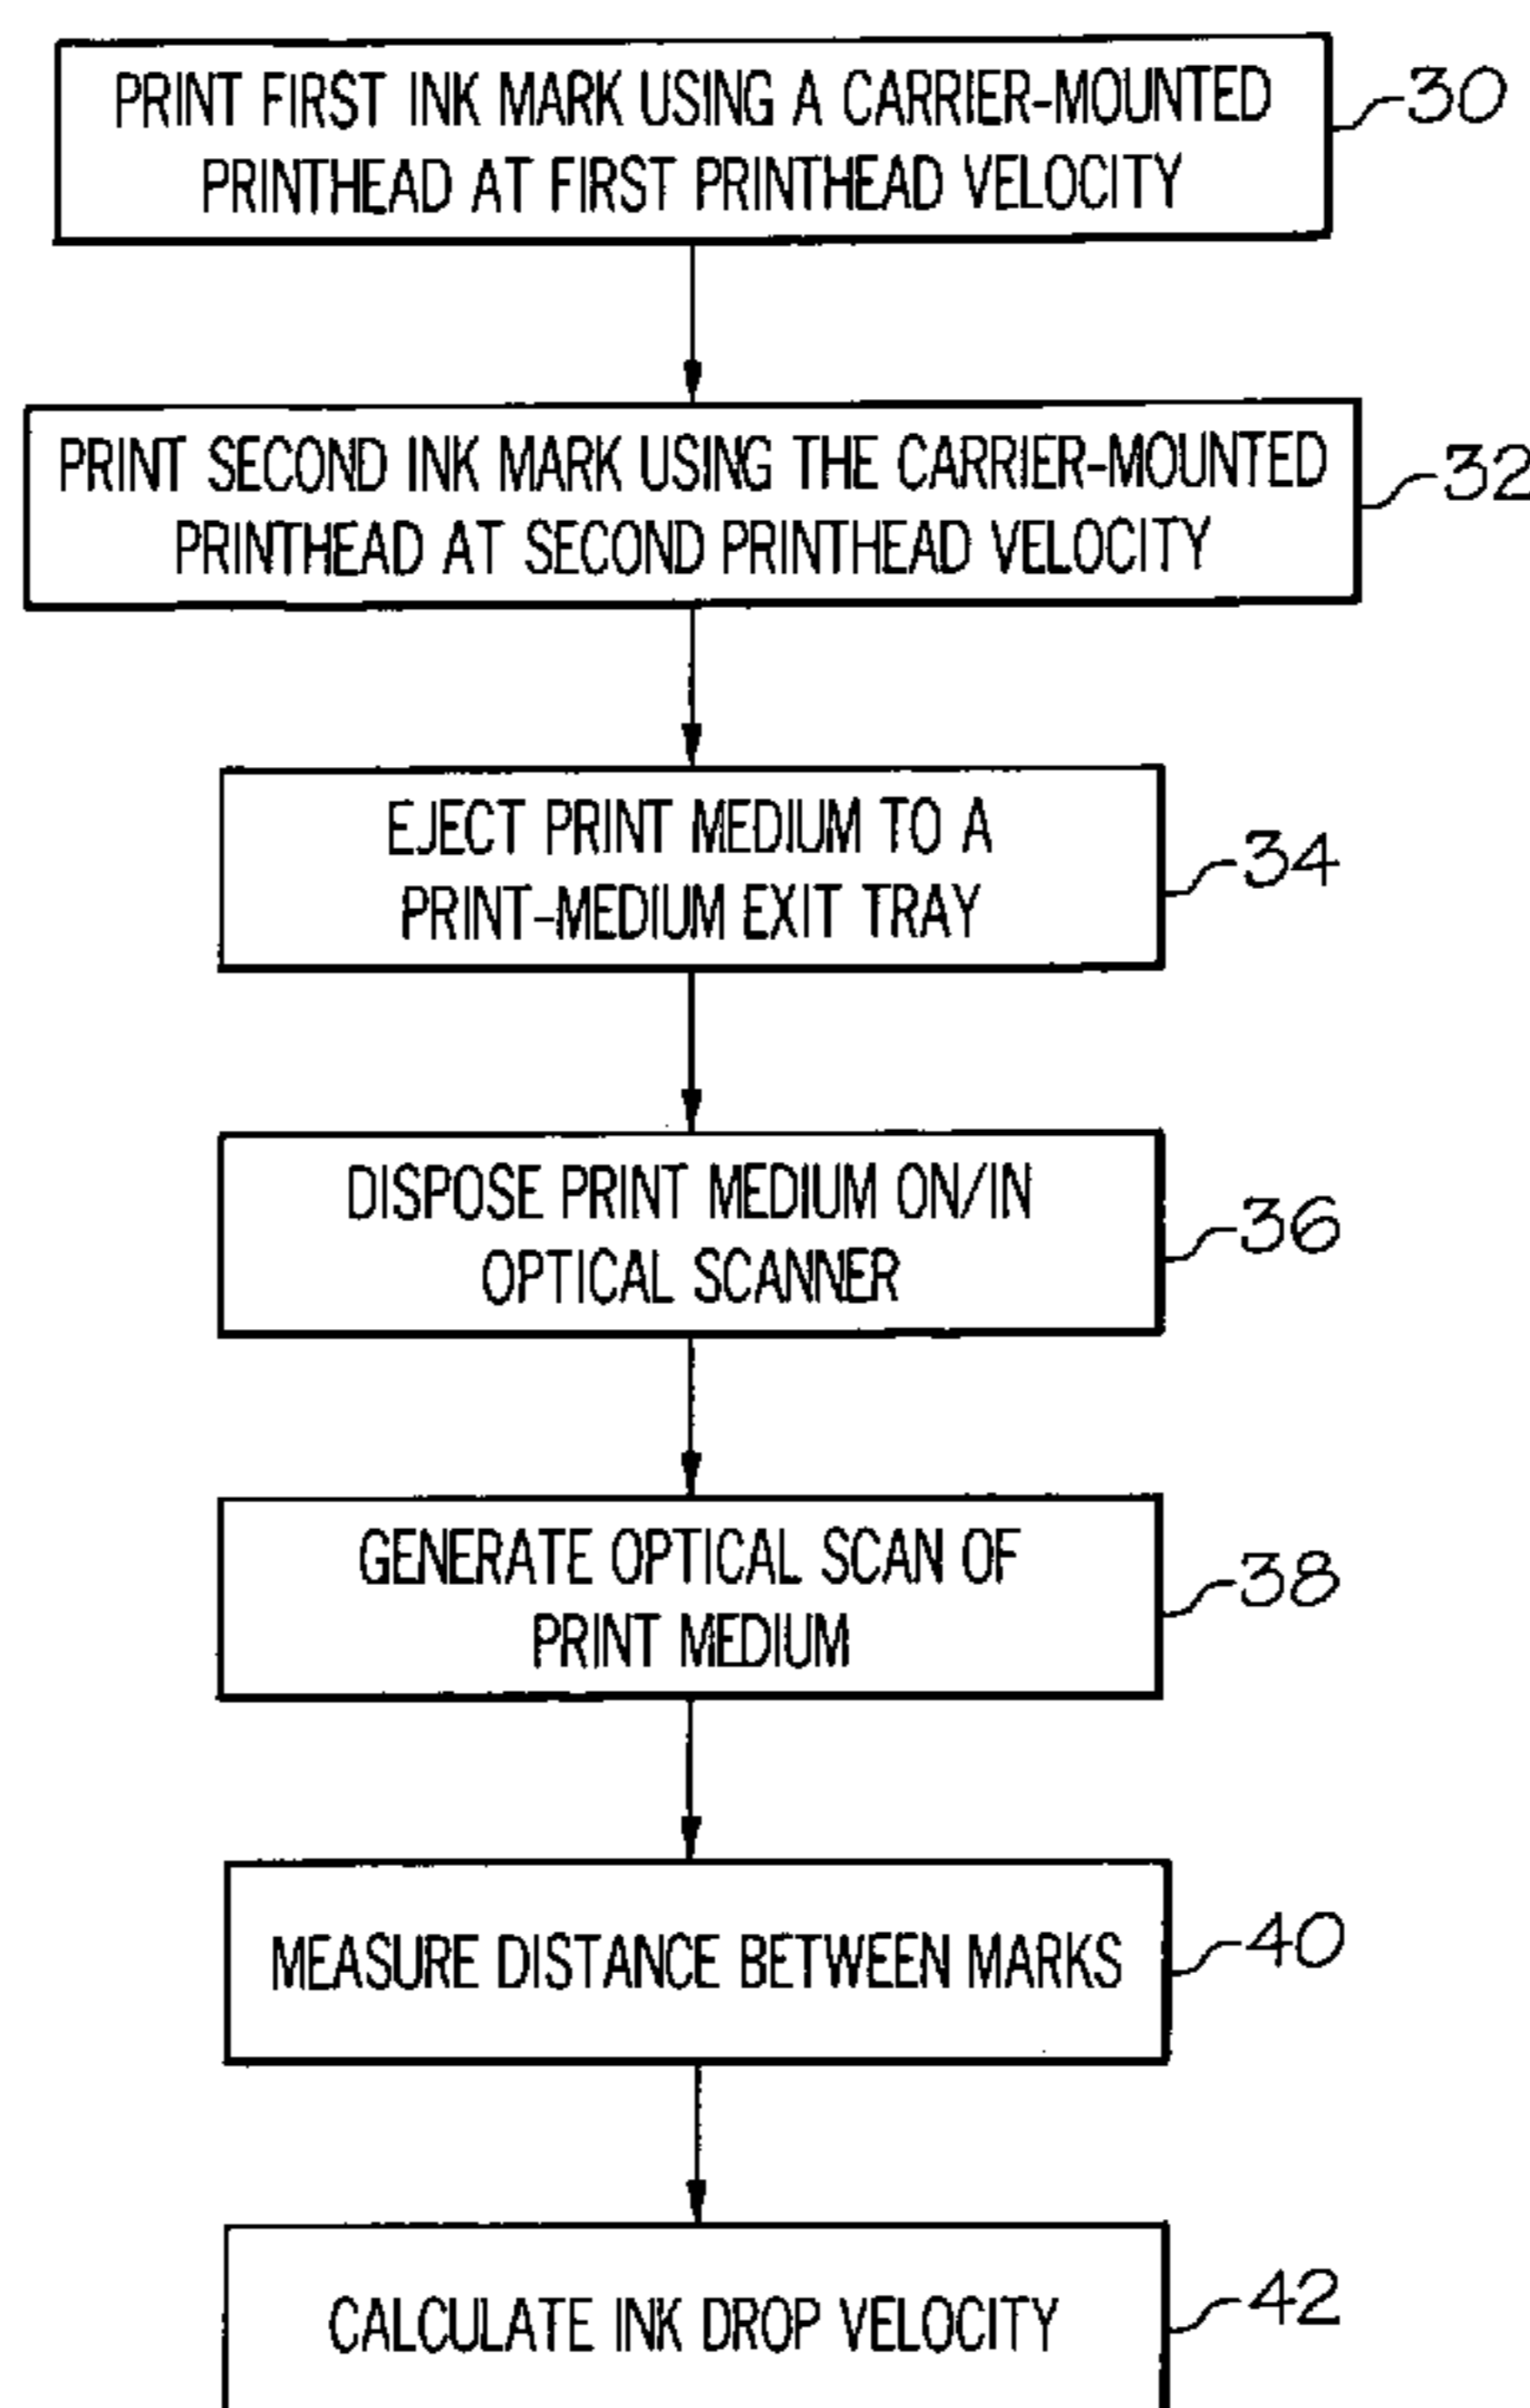 PRINT FIRST INK MARK USING A CARRIER-MOUNTED
PRINTHEAD AT FIRST PRINTHEAD VELOCITY
30
PRINT SECOND INK MARK USING THE CARRIER-MOUNTED
PRINTHEAD AT SECOND PRINTHEAD VELOCITY
32
EJECT PRINT MEDIUM TO A
PRINT-MEDIUM EXIT TRAY
34
DISPOSE PRINT MEDIUM ON/IN
OPTICAL SCANNER
36
GENERATE OPTICAL SCAN OF
PRINT MEDIUM
38
MEASURE DISTANCE BETWEEN MARKS
40
CALCULATE INK DROP VELOCITY
42